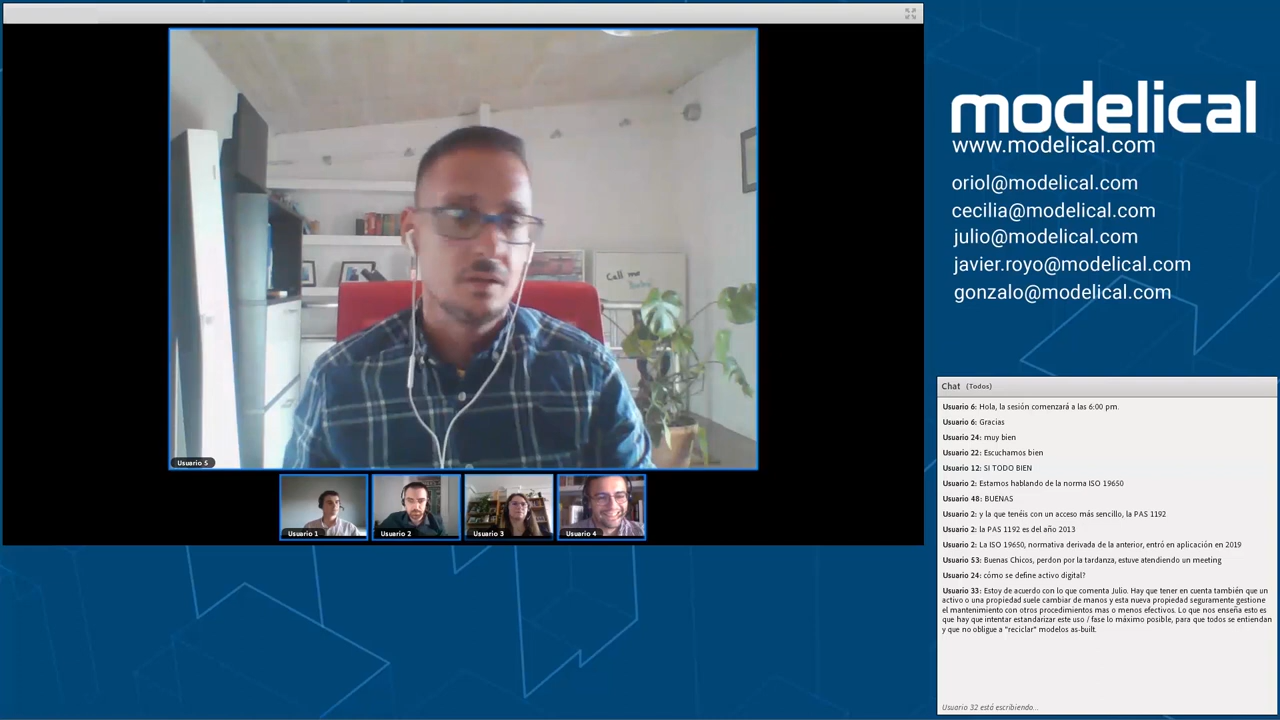 modelical
www.modelical.com
oriol@modelical.com
cecilia@modelical.com
julio@modelical.com
javier.royo@modelical.com
gonzalo@modelical.com
Call me
Usuario 5
Usuario 1
Usuario 2
Usuario 3
Usuario 4
Chat (Todos)
Usuario 6: Hola, la sesión comenzará a las 6:00 pm.
Usuario 6: Gracias
Usuario 24: muy bien
Usuario 22: Escuchamos bien
Usuario 12: SI TODO BIEN
Usuario 2: Estamos hablando de la norma ISO 19650
Usuario 48: BUENAS
Usuario 2: y la que tenéis con un acceso más sencillo, la PAS 1192
Usuario 2: la PAS 1192 es del año 2013
Usuario 2: La ISO 19650, normativa derivada de la anterior, entró en aplicación en 2019
Usuario 53: Buenas Chicos, perdon por la tardanza, estuve atendiendo un meeting
Usuario 24: cómo se define activo digital?
Usuario 33: Estoy de acuerdo con lo que comenta Julio. Hay que tener en cuenta también que un
activo o una propiedad suele cambiar de manos y esta nueva propiedad seguramente gestione
el mantenimiento con otros procedimientos mas o menos efectivos. Lo que nos enseña esto es
que hay que intentar estandarizar este uso / fase lo máximo posible, para que todos se entiendan
y que no obligue a "reciclar" modelos as-built.
Usuario 32 está escribiendo...